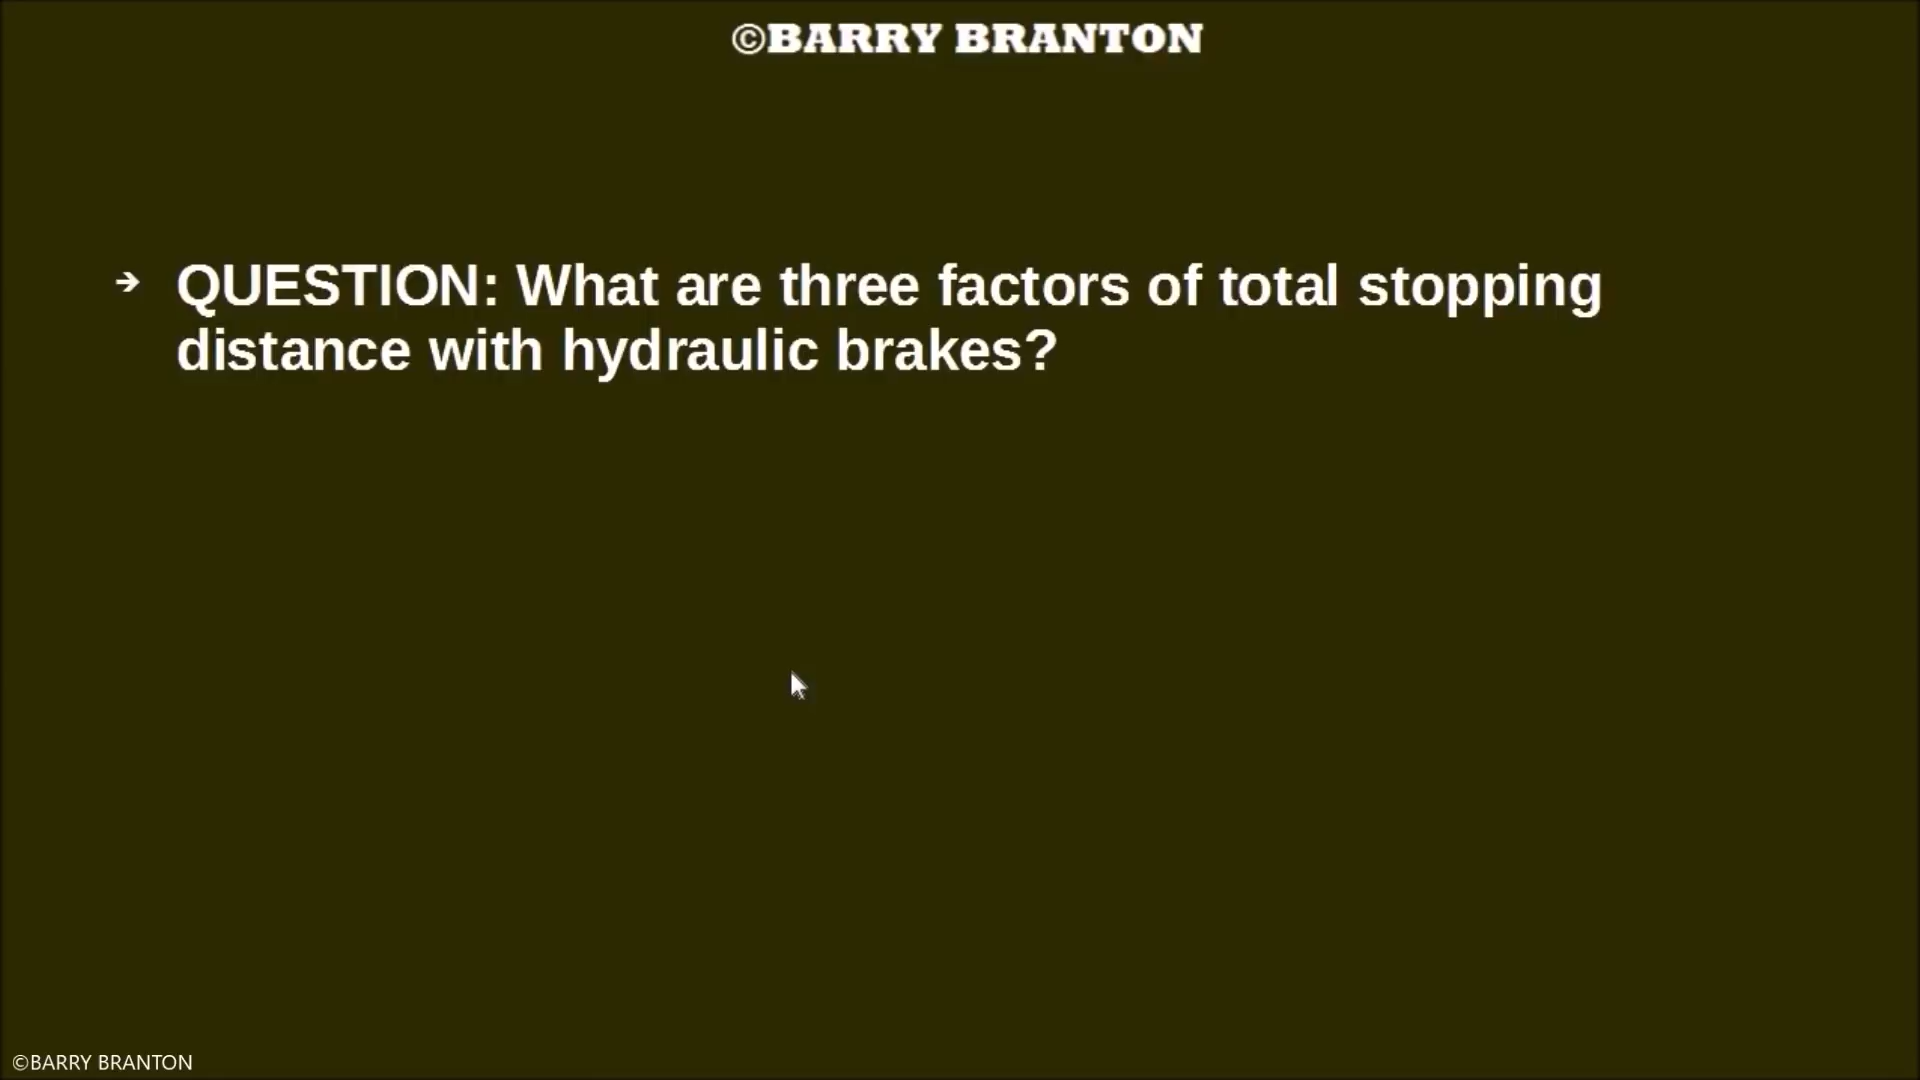 ©BARRY BRANTON
➔ QUESTION: What are three factors of total stopping
distance with hydraulic brakes?
©BARRY BRANTON